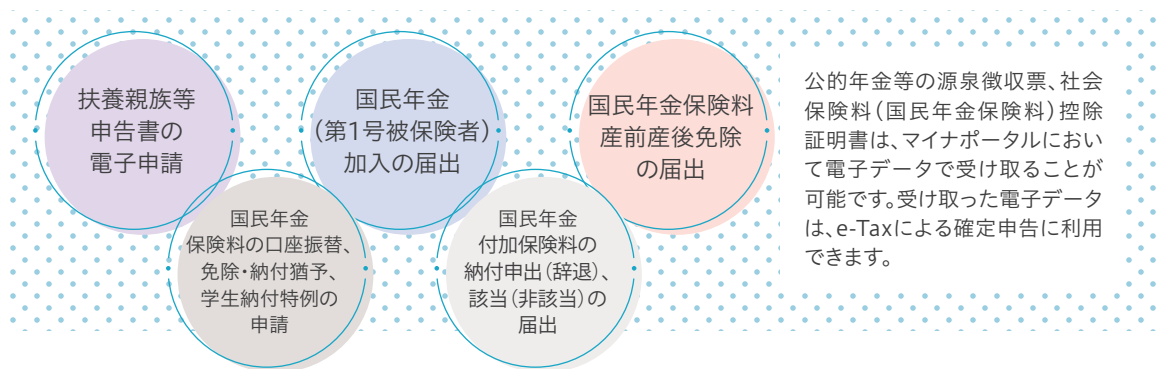 扶養親族等
申告書の
電子申請
国民年金
(第1号被保険者)
加入の届出
国民年金保険料
産前産後免除
の届出
国民年金
保険料の口座振替、
免除・納付猶予、
学生納付特例の
申請
国民年金
付加保険料の
納付申出(辞退)、
該当(非該当)の
届出
公的年金等の源泉徴収票、社会
保険料(国民年金保険料)控除
証明書は、マイナポータルにおい
て電子データで受け取ることが
可能です。受け取った電子データ
は、e-Taxによる確定申告に利用
できます。